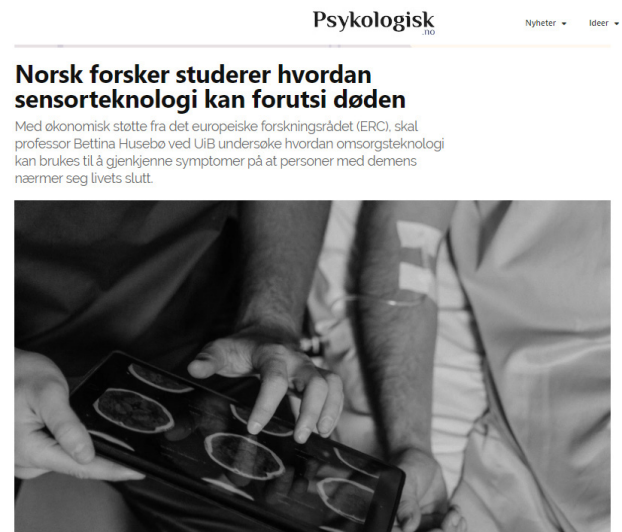 Psykologisk
.no
Nyheter
Ideer
Norsk forsker studerer hvordan
sensorteknologi kan forutsi døden
Med økonomisk støtte fra det europeiske forskningsrådet (ERC), skal
professor Bettina Husebø ved UiB undersøke hvordan omsorgsteknologi
kan brukes til å gjenkjenne symptomer på at personer med demens
nærmer seg livets slutt.